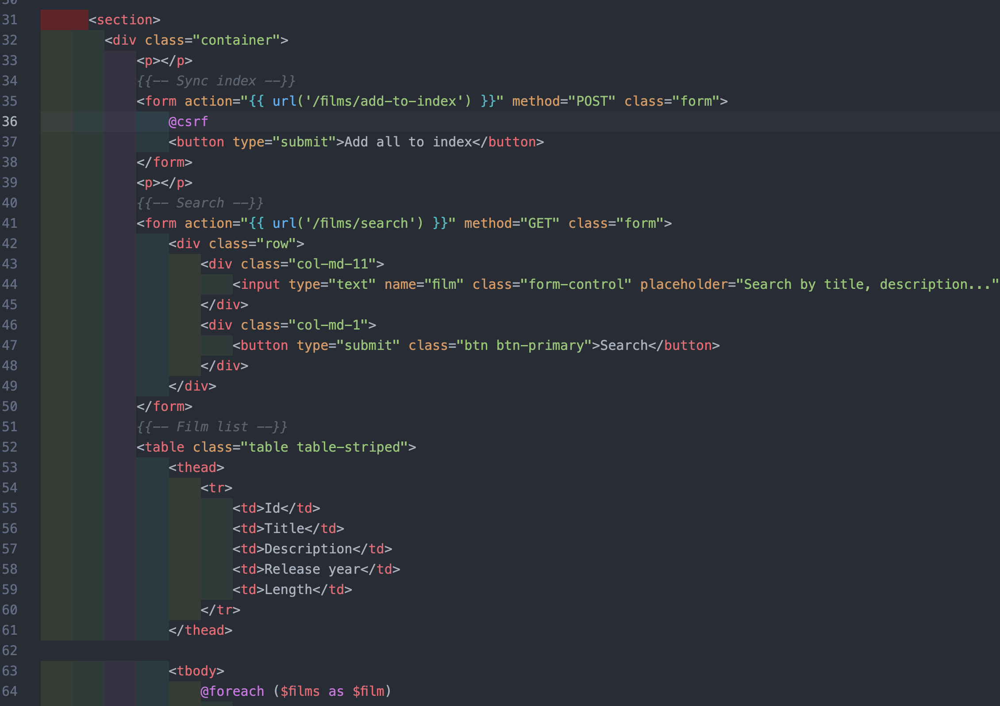 30
31 <section>
32 <div class="container">
33 <p></p>
34 {{-- Sync index --}}
35 <form action="{{ url('/films/add-to-index') }}" method="POST" class="form">
36 @csrf
37 <button type="submit">Add all to index</button>
38 </form>
39 <p></p>
40 {{-- Search --}}
41 <form action="{{ url('/films/search') }}" method="GET" class="form">
42 <div class="row">
43 <div class="col-md-11">
44 <input type="text" name="film" class="form-control" placeholder="Search by title, description..."
45 </div>
46 <div class="col-md-1">
47 <button type="submit" class="btn btn-primary">Search</button>
48 </div>
49 </div>
50 </form>
51 {{-- Film list --}}
52 <table class="table table-striped">
53 <thead>
54 <tr>
55 <td>Id</td>
56 <td>Title</td>
57 <td>Description</td>
58 <td>Release year</td>
59 <td>Length</td>
60 </tr>
61 </thead>
62
63 <tbody>
64 @foreach ($films as $film)